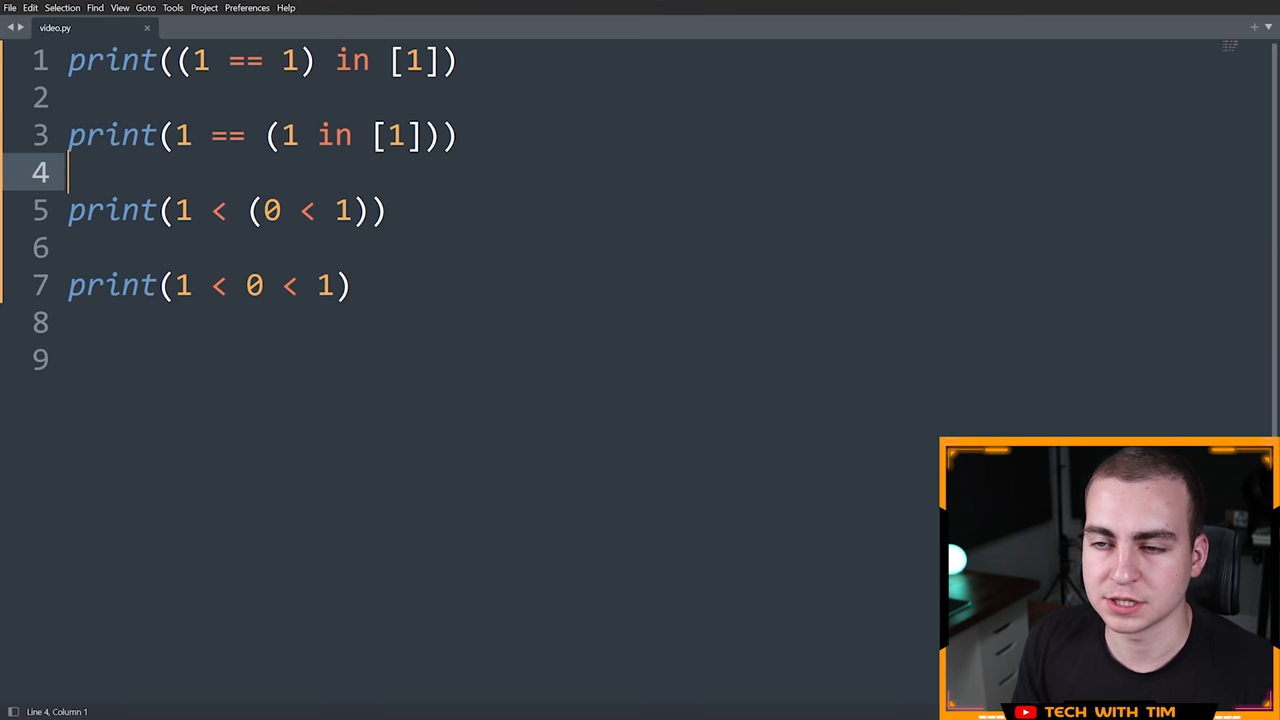 File Edit Selection Find View Goto Tools Project Preferences Help
video.py
1 print((1 == 1) in [1])
2
3 print(1 == (1 in [1]))
4
5 print(1 < (0 < 1))
6
7 print(1 < 0 < 1)
8
9
TECH WITH TIM
Line 4, Column 1